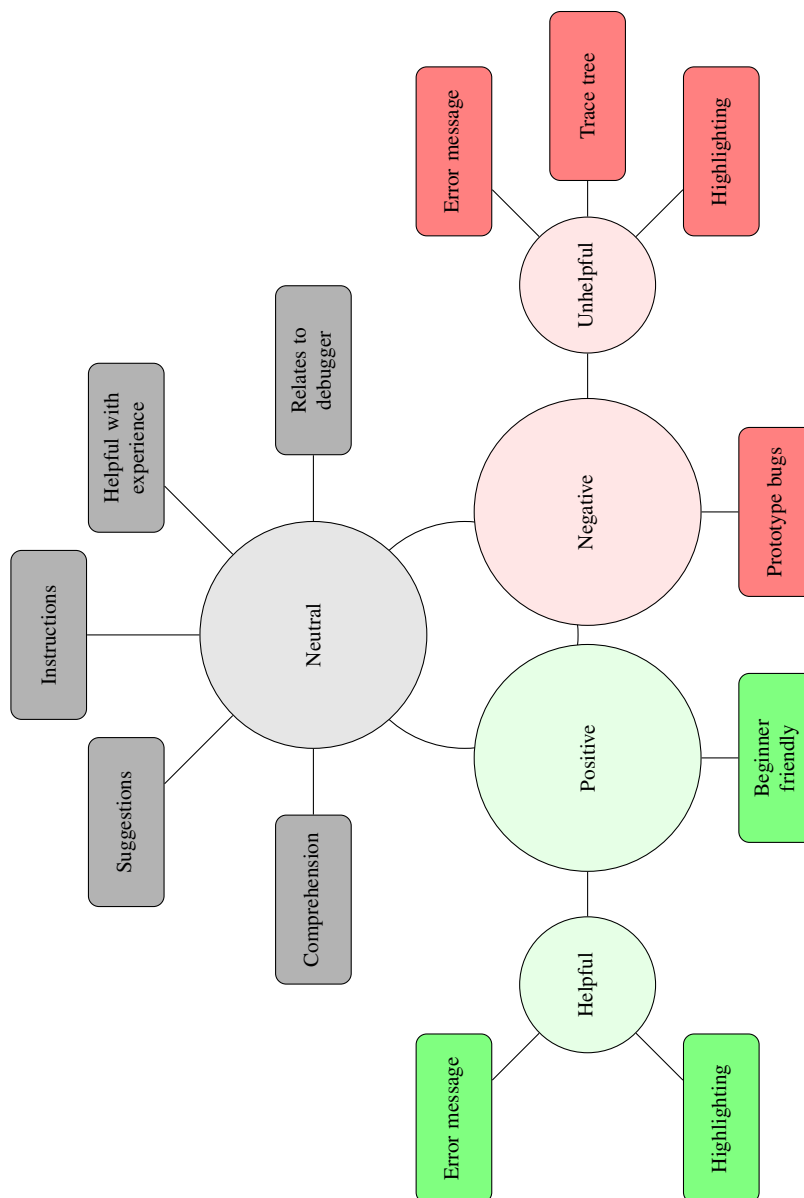 Instructions
Suggestions
Helpful with
experience
Comprehension
Neutral
Relates to
debugger
Error message
Error message
Helpful
Positive
Negative
Unhelpful
Trace tree
Highlighting
Highlighting
Beginner
friendly
Prototype bugs